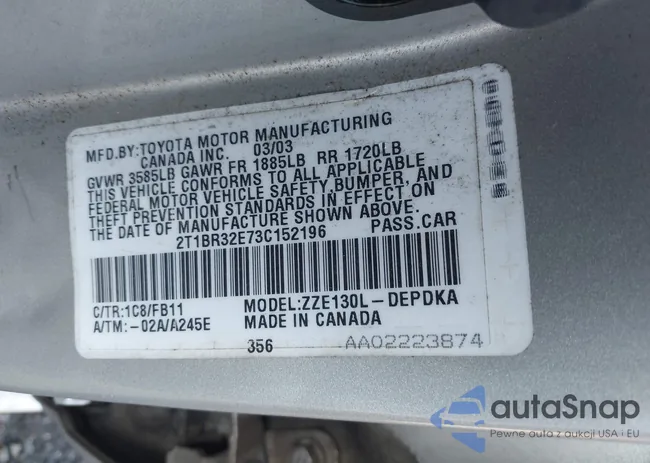 MFD.BY:TOYOTA MOTOR MANUFACTURING
CANADA INC. 03/03
GVWR 3585LB GAWR FR 1885LB RR 1720LB
THIS VEHICLE CONFORMS TO ALL APPLICABLE
FEDERAL MOTOR VEHICLE SAFETY,BUMPER, AND
THEFT PREVENTION STANDARDS IN EFFECT ON
THE DATE OF MANUFACTURE SHOWN ABOVE.
2T1BR32E73C152196 PASS.CAR
C/TR:1C8/FB11 MODEL:ZZE130L-DEPDKA
A/TM:-02A/A245E MADE IN CANADA
356 AA02223874
autaSnap
Pewne auta z aukcji USA i EU